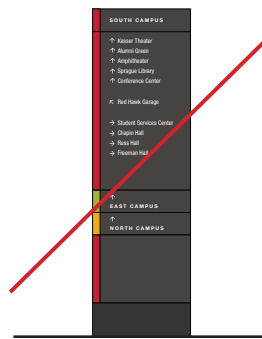 SOUTH CAMPUS
↑ Kasser Theater
↑ Alumni Green
↑ Amphitheater
↑ Sprague Library
↑ Conference Center
↖ Red Hawk Garage
→ Student Services Center
→ Chapin Hall
→ Russ Hall
→ Freeman Hall
↑
EAST CAMPUS
↑
NORTH CAMPUS